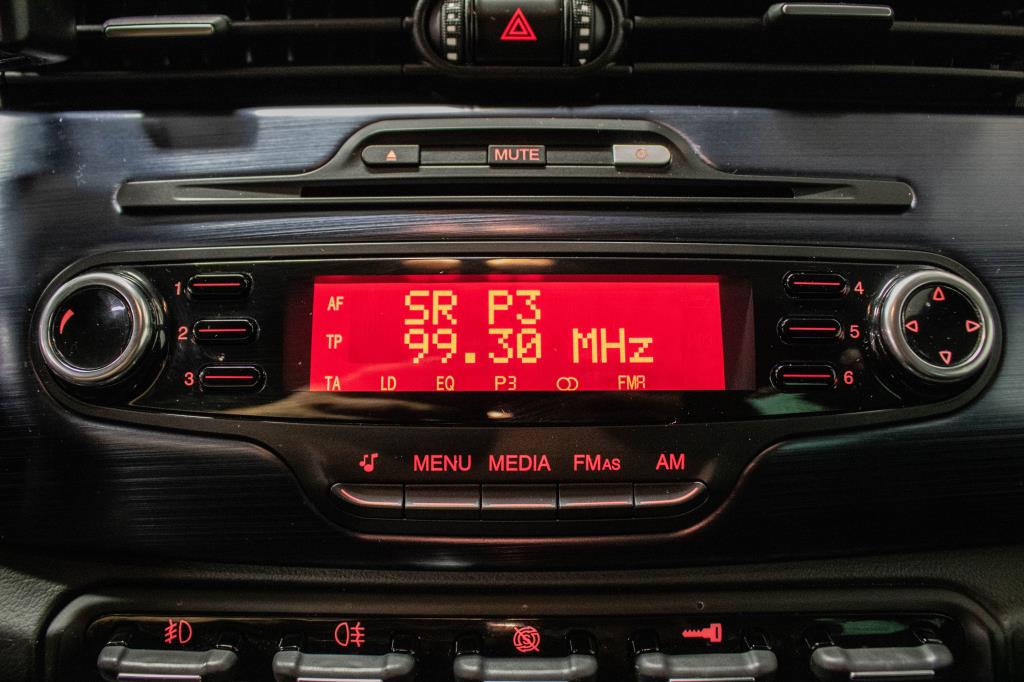 MUTE
1
2
3
AF SR P3
TP 99.30 MHz
TA LD EQ P3 FMA
4
5
6
MENU MEDIA FMAS AM